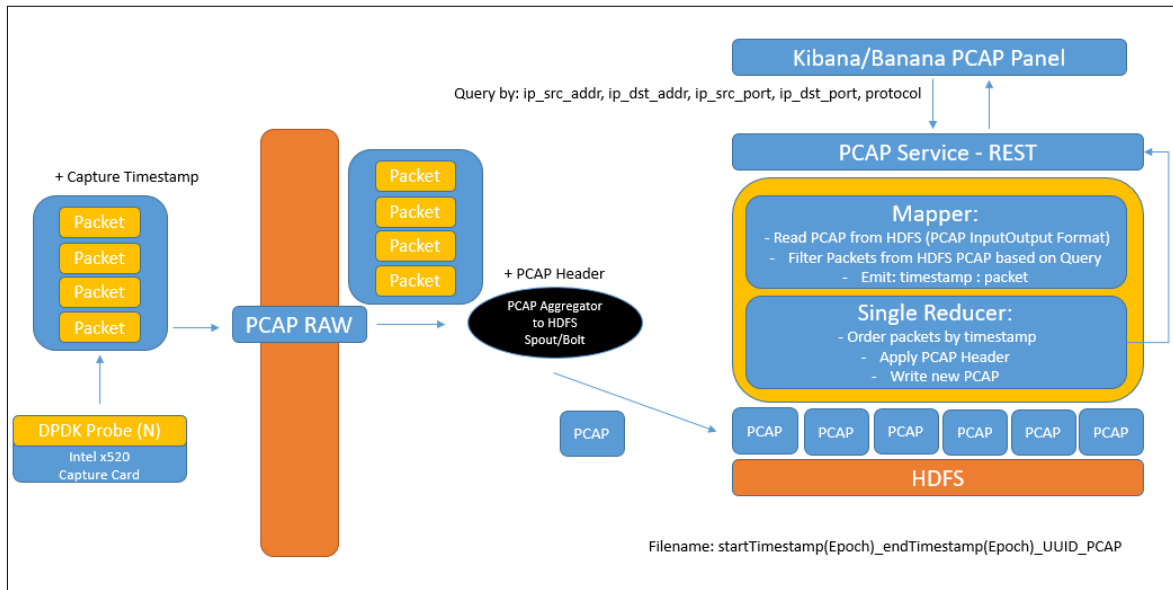 Kibana/Banana PCAP Panel
Query by: ip_src_addr, ip_dst_addr, ip_src_port, ip_dst_port, protocol
PCAP Service - REST
+ Capture Timestamp
Packet
Packet
Packet
Packet
DPDK Probe (N)
Intel x520
Capture Card
PCAP RAW
Packet
Packet
Packet
Packet
+ PCAP Header
PCAP Aggregator
to HDFS
Spout/Bolt
PCAP
Mapper:
- Read PCAP from HDFS (PCAP InputOutput Format)
- Filter Packets from HDFS PCAP based on Query
- Emit: timestamp : packet
Single Reducer:
- Order packets by timestamp
- Apply PCAP Header
- Write new PCAP
PCAP PCAP PCAP PCAP PCAP PCAP
HDFS
Filename: startTimestamp(Epoch)_endTimestamp(Epoch)_UUID_PCAP